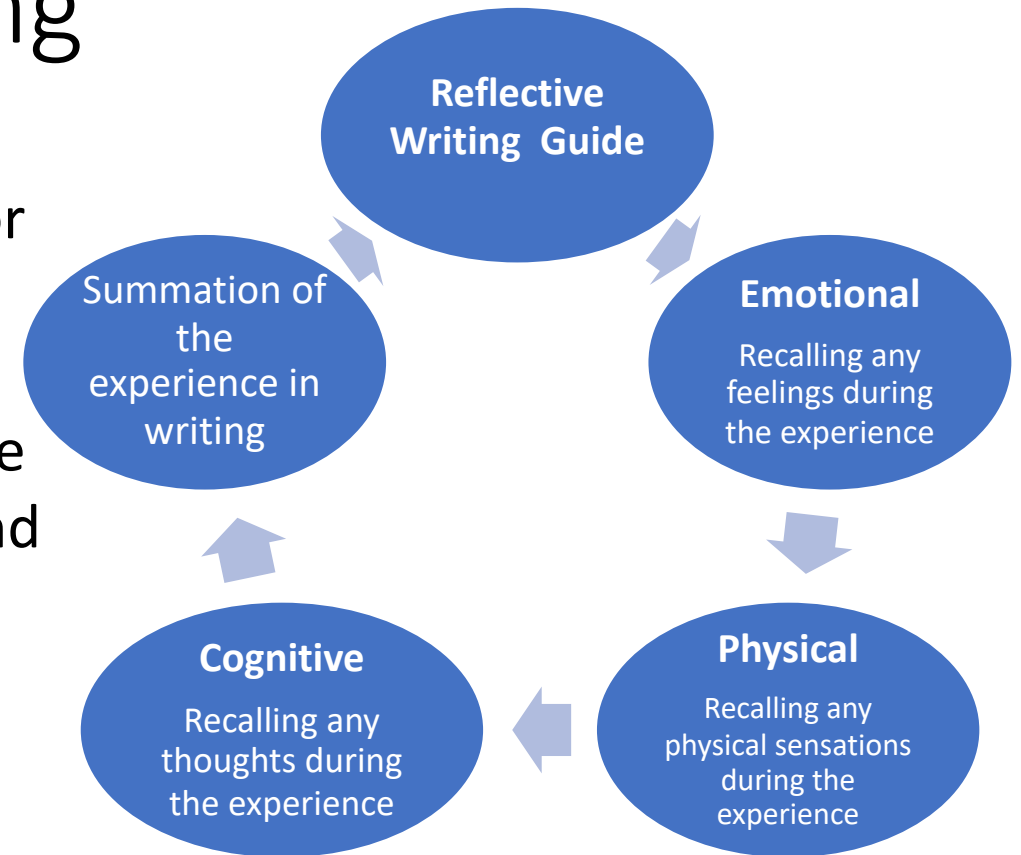 ng
er
e
nd
Reflective
Writing Guide
Emotional
Recalling any
feelings during
the experience
Physical
Recalling any
physical sensations
during the
experience
Cognitive
Recalling any
thoughts during
the experience
Summation of
the
experience in
writing